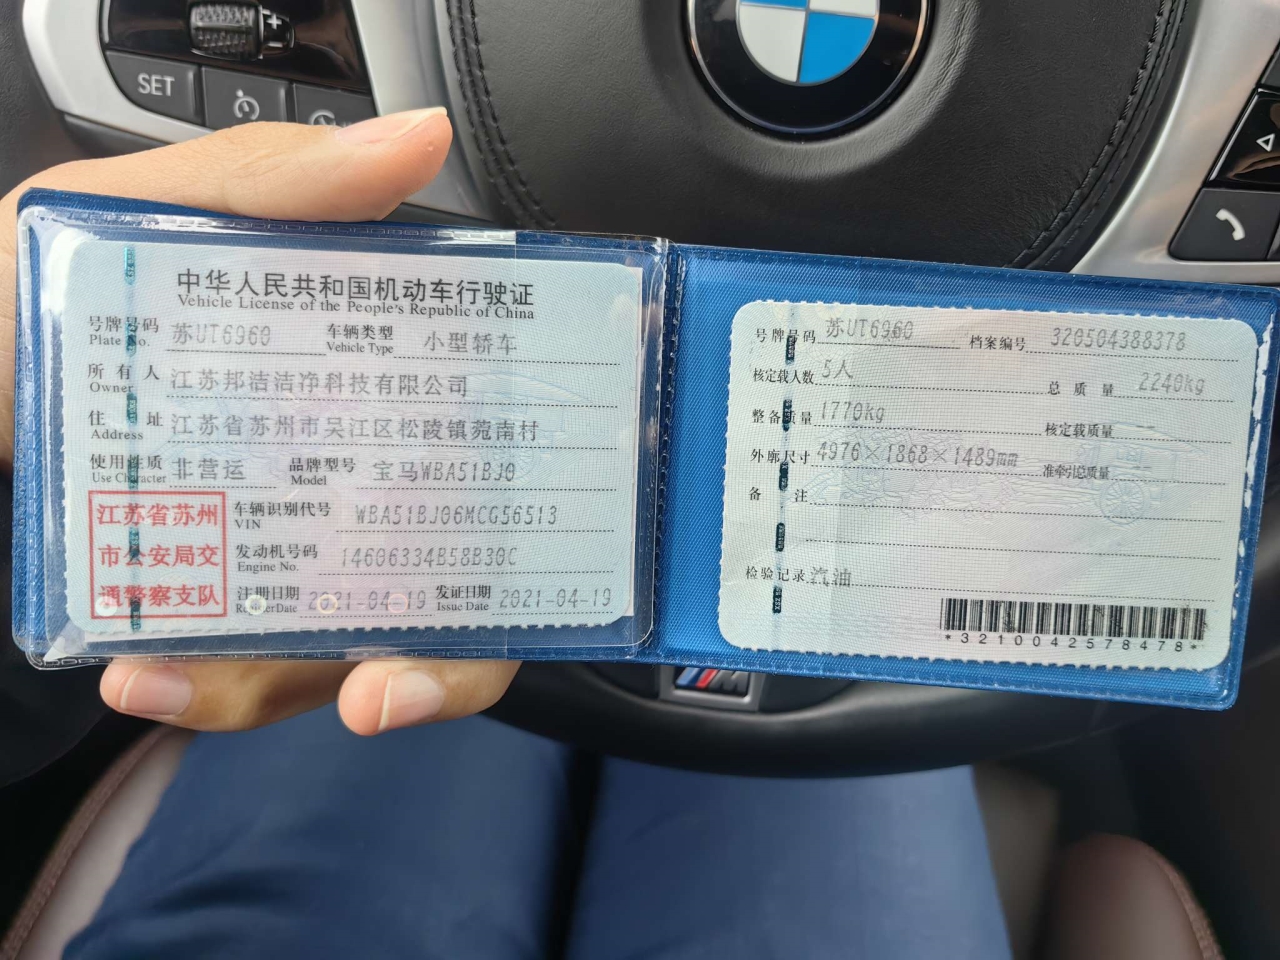 SET
中华人民共和国机动车行驶证
Vehicle License of the People's Republic of China
号牌号码 苏UT6960 车辆类型 小型轿车
Plate No. Vehicle Type
所有人 江苏邦洁洁净科技有限公司
Owner
住址 江苏省苏州市吴江区松陵镇菀南村
Address
使用性质 非营运 品牌型号 宝马WBA51BJ0
Use Character Model
江苏省苏州
市公安局交
通警察支队
车辆识别代号 WBA51BJ06MCG56513
VIN
发动机号码 14606334B58B30C
Engine No.
注册日期 2021-04-19 发证日期 2021-04-19
Register Date Issue Date
号牌号码 苏UT6960 档案编号 320504388378
核定载人数 5人 总质量 2240kg
整备质量 1770kg 核定载质量 --
外廓尺寸 4976×1868×1489mm 准牵引总质量 --
备注
检验记录 汽油
*3210042578478*
M